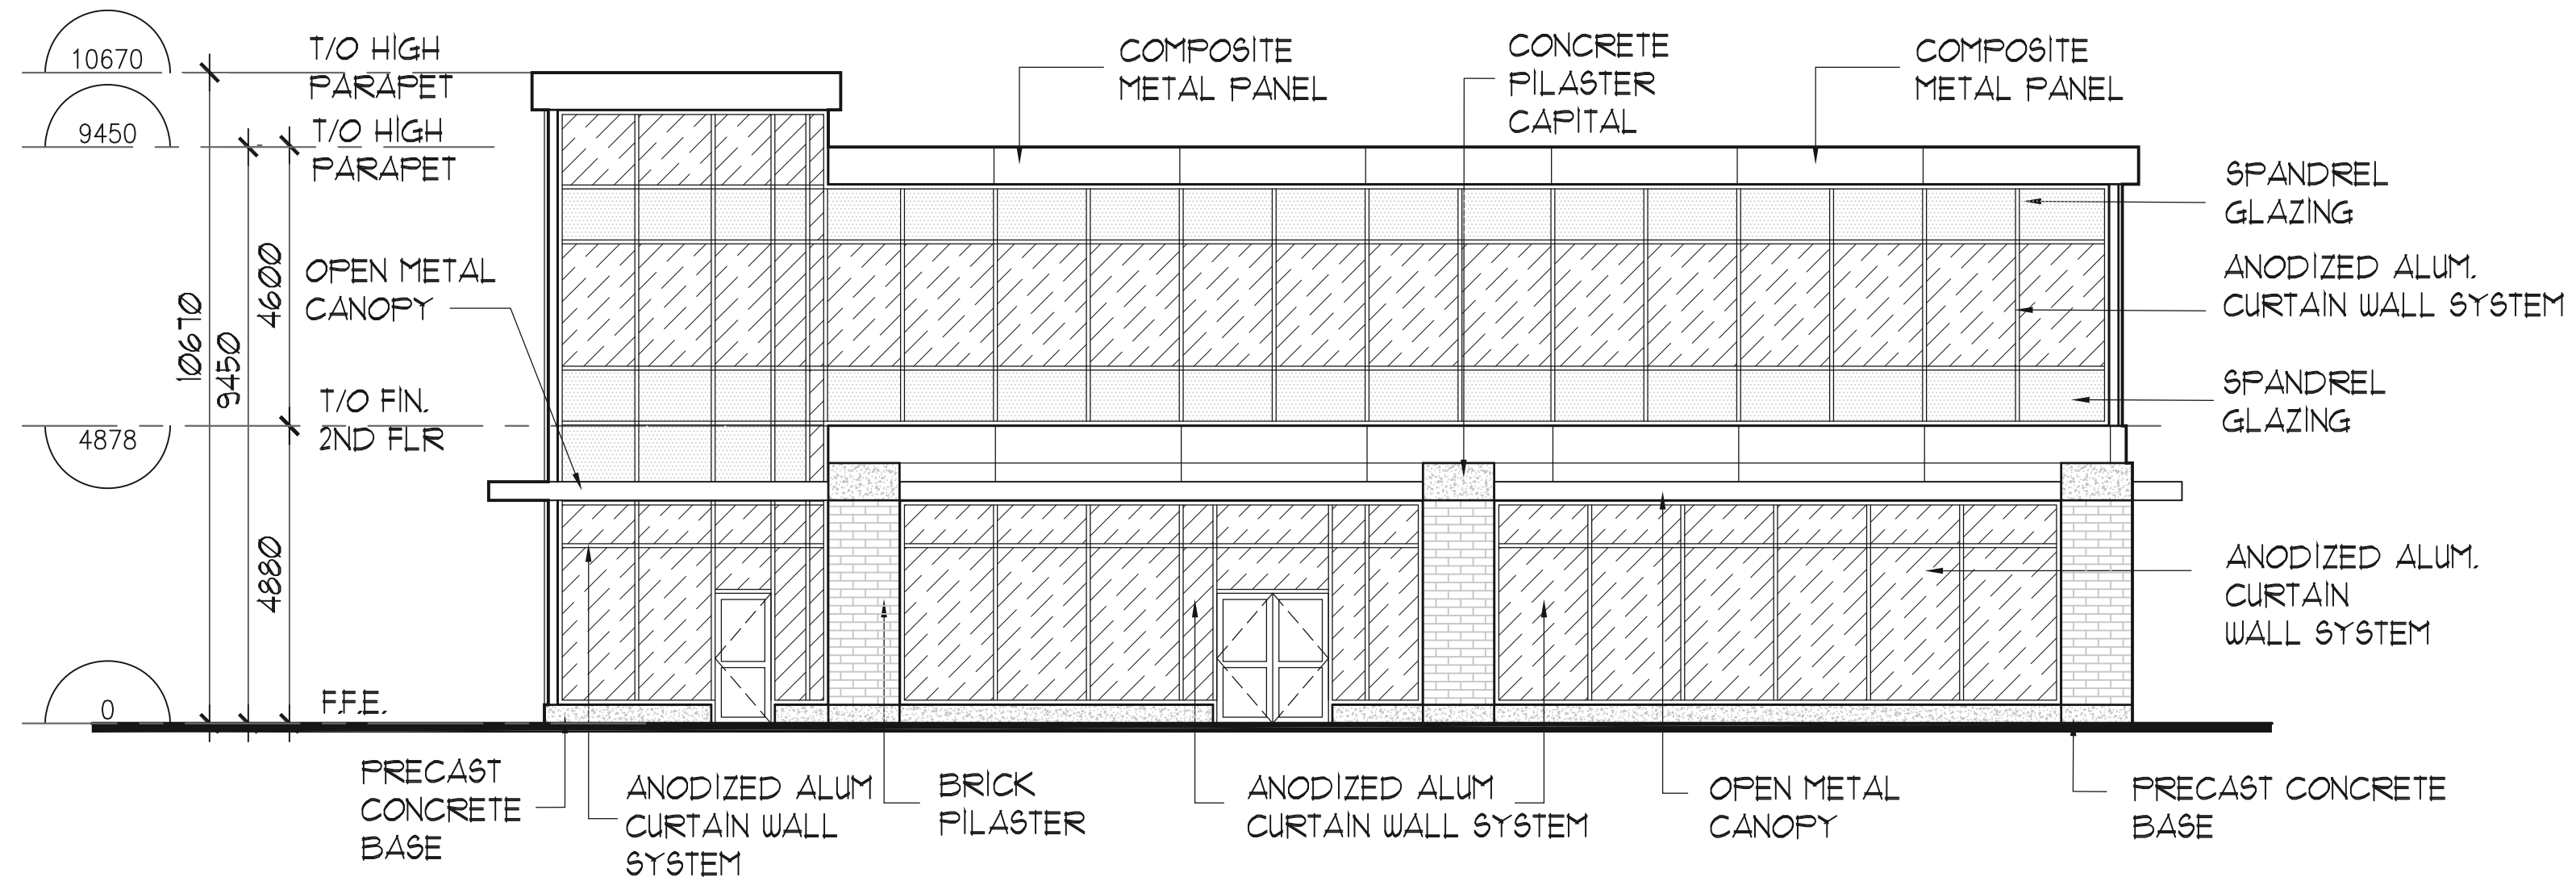 10670
T/O HIGH
PARAPET
9450
T/O HIGH
PARAPET
COMPOSITE
METAL PANEL
CONCRETE
PILASTER
CAPITAL
COMPOSITE
METAL PANEL
SPANDREL
GLAZING
ANODIZED ALUM.
CURTAIN WALL SYSTEM
SPANDREL
GLAZING
OPEN METAL
CANOPY
10670
9450
4600
T/O FIN.
2ND FLR
4878
4880
ANODIZED ALUM.
CURTAIN
WALL SYSTEM
0
F.F.E.
PRECAST
CONCRETE
BASE
ANODIZED ALUM
CURTAIN WALL
SYSTEM
BRICK
PILASTER
ANODIZED ALUM
CURTAIN WALL SYSTEM
OPEN METAL
CANOPY
PRECAST CONCRETE
BASE